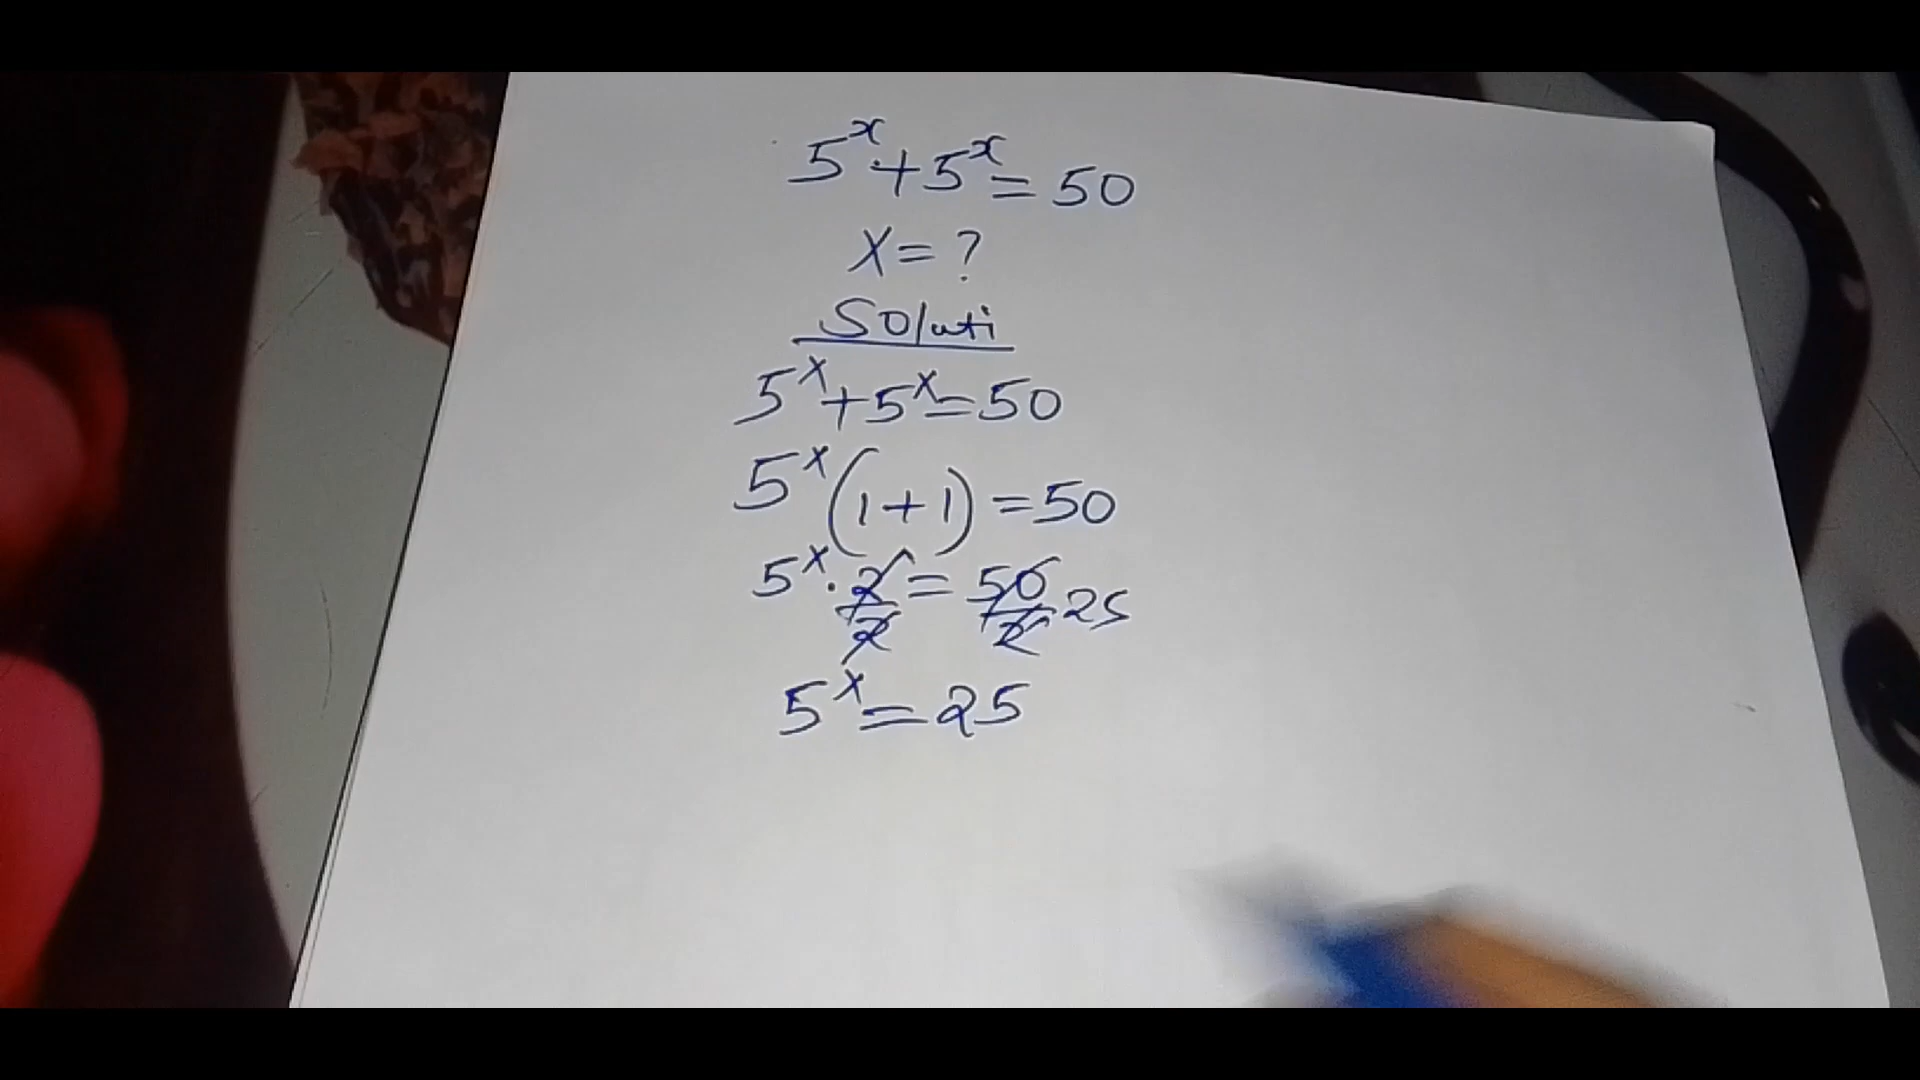 5^x + 5^x = 50
x = ?
Soluti
5^x + 5^x = 50
5^x (1 + 1) = 50
5^x · 2/2 = 50/2 25
5^x = 25